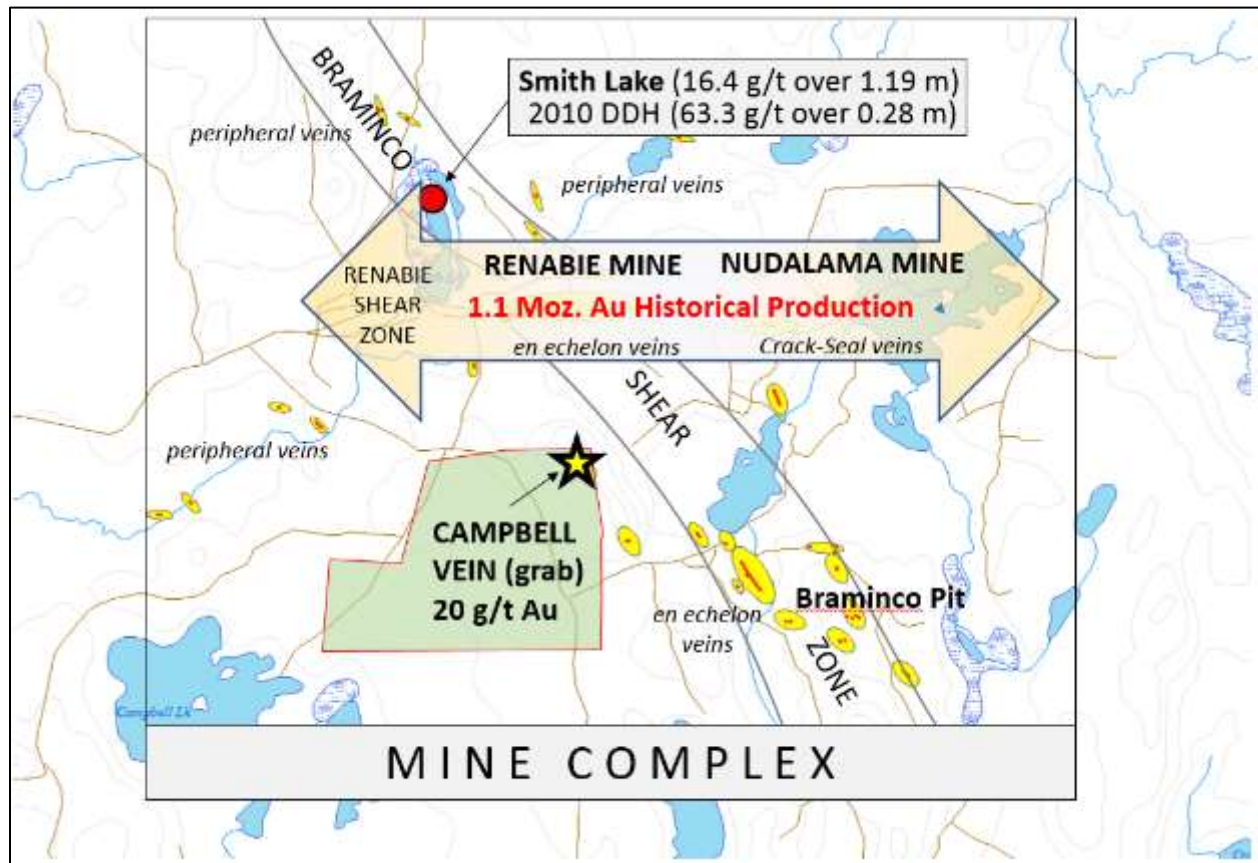 BRAMINCO
Smith Lake (16.4 g/t over 1.19 m)
2010 DDH (63.3 g/t over 0.28 m)
peripheral veins
peripheral veins
RENABIE
SHEAR
ZONE
RENABIE MINE
NUDALAMA MINE
1.1 Moz. Au Historical Production
en echelon veins
Crack-Seal veins
SHEAR
peripheral veins
CAMPBELL
VEIN (grab)
20 g/t Au
Braminco Pit
en echelon
veins
ZONE
Campbell Lk
MINE COMPLEX